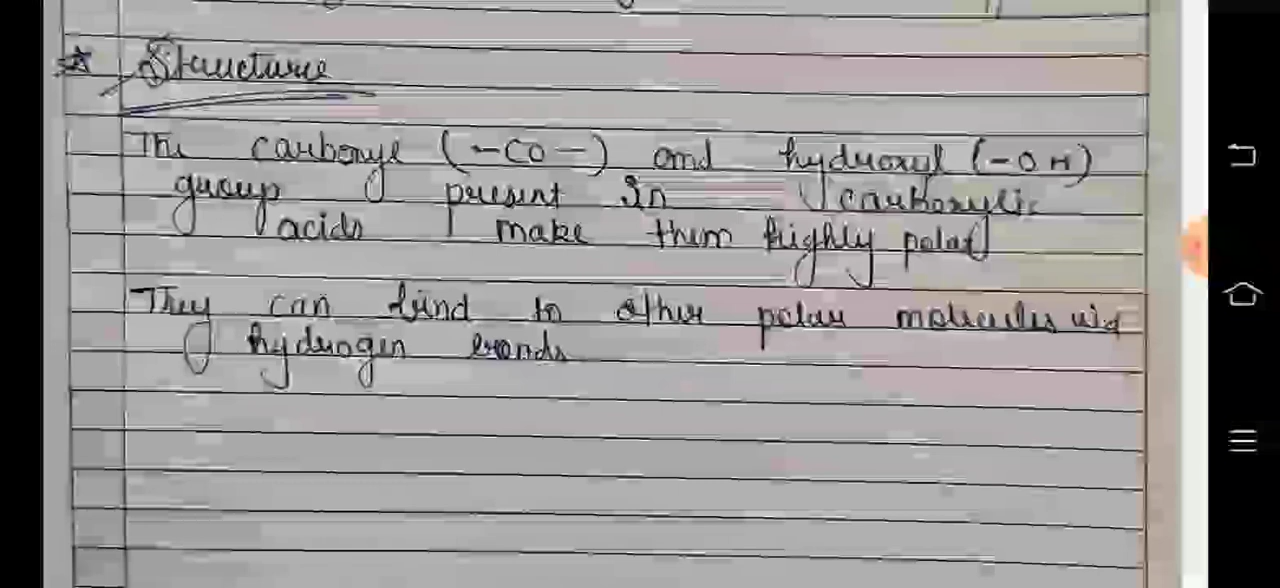 ☆ Structure
The carbonyl (-CO-) and hydroxyl (-OH)
group present in carboxylic
acids make them highly polar
They can bind to other polar molecules via
hydrogen bonds